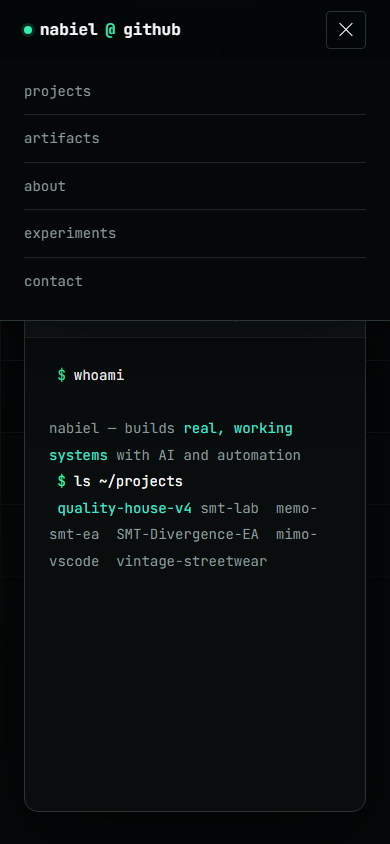 nabiel @ github
projects
artifacts
about
experiments
contact
$ whoami
nabiel — builds real, working
systems with AI and automation
$ ls ~/projects
quality-house-v4 smt-lab memo-
smt-ea SMT-Divergence-EA mimo-
vscode vintage-streetwear